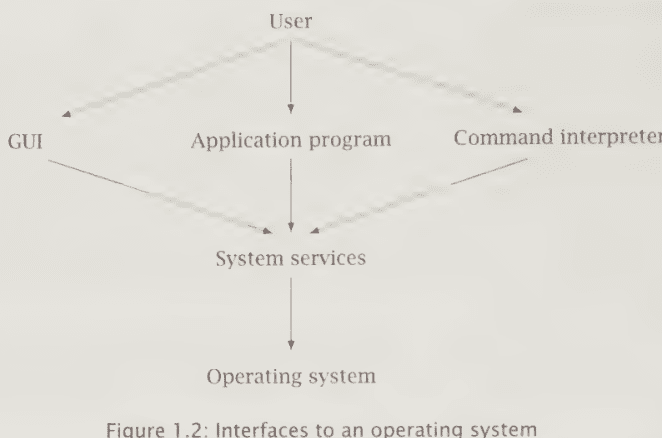 User
GUI
Application program
Command interpreter
System services
Operating system
Figure 1.2: Interfaces to an operating system